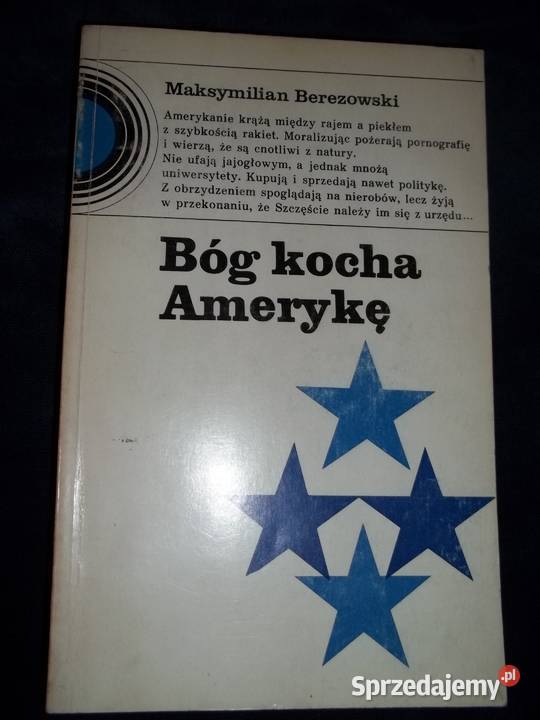 Maksymilian Berezowski
Amerykanie krążą między rajem a piekłem
z szybkością rakiet. Moralizując pożerają pornografię
i wierzą, że są cnotliwi z natury.
Nie ufają jajogłowym, a jednak mnożą
uniwersytety. Kupują i sprzedają nawet politykę.
Z obrzydzeniem spoglądają na nierobów, lecz żyją
w przekonaniu, że Szczęście należy im się z urzędu...
Bóg kocha
Amerykę
Sprzedajemy.pl